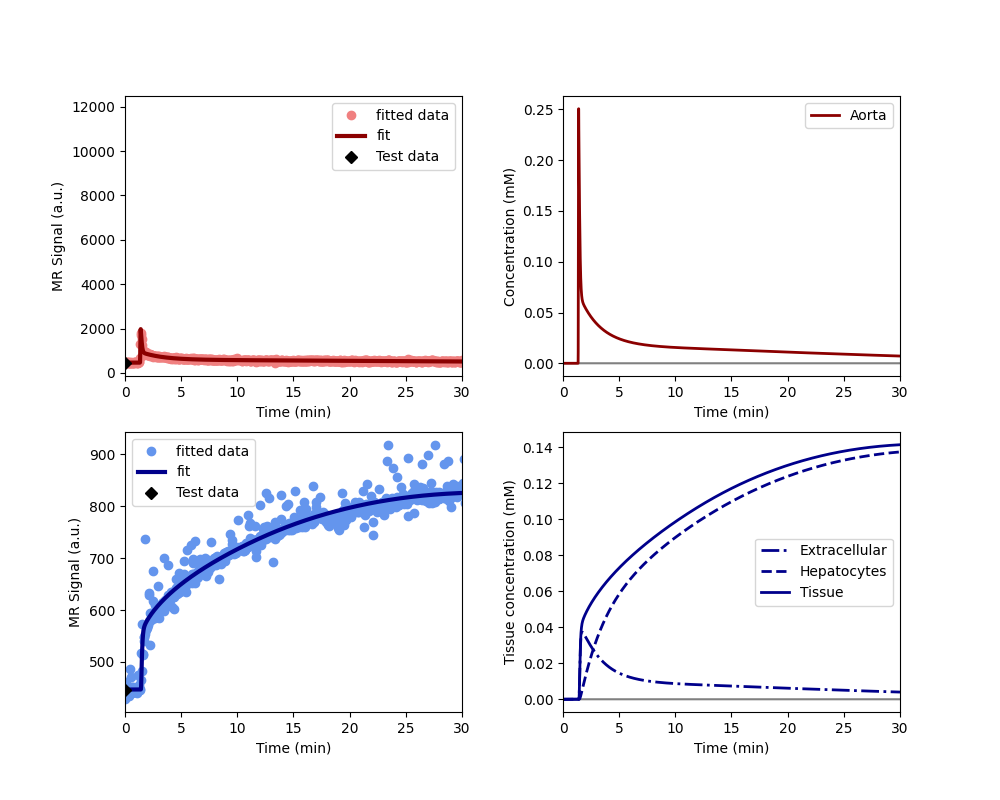 12000
10000
8000
6000
4000
2000
0
MR Signal (a.u.)
fitted data
fit
Test data
0 5 10 15 20 25 30
Time (min)
0.25
0.20
0.15
0.10
0.05
0.00
Concentration (mM)
Aorta
0 5 10 15 20 25 30
Time (min)
900
800
700
600
500
MR Signal (a.u.)
fitted data
fit
Test data
0 5 10 15 20 25 30
Time (min)
0.14
0.12
0.10
0.08
0.06
0.04
0.02
0.00
Tissue concentration (mM)
Extracellular
Hepatocytes
Tissue
0 5 10 15 20 25 30
Time (min)